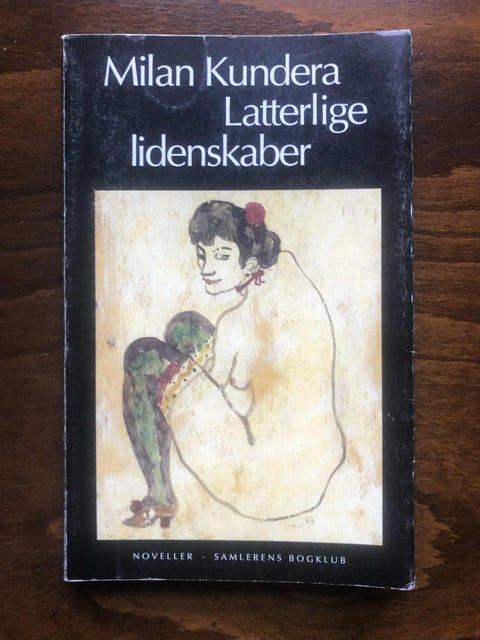 Milan Kundera
Latterlige
lidenskaber
NOVELLER · SAMLERENS BOGKLUB